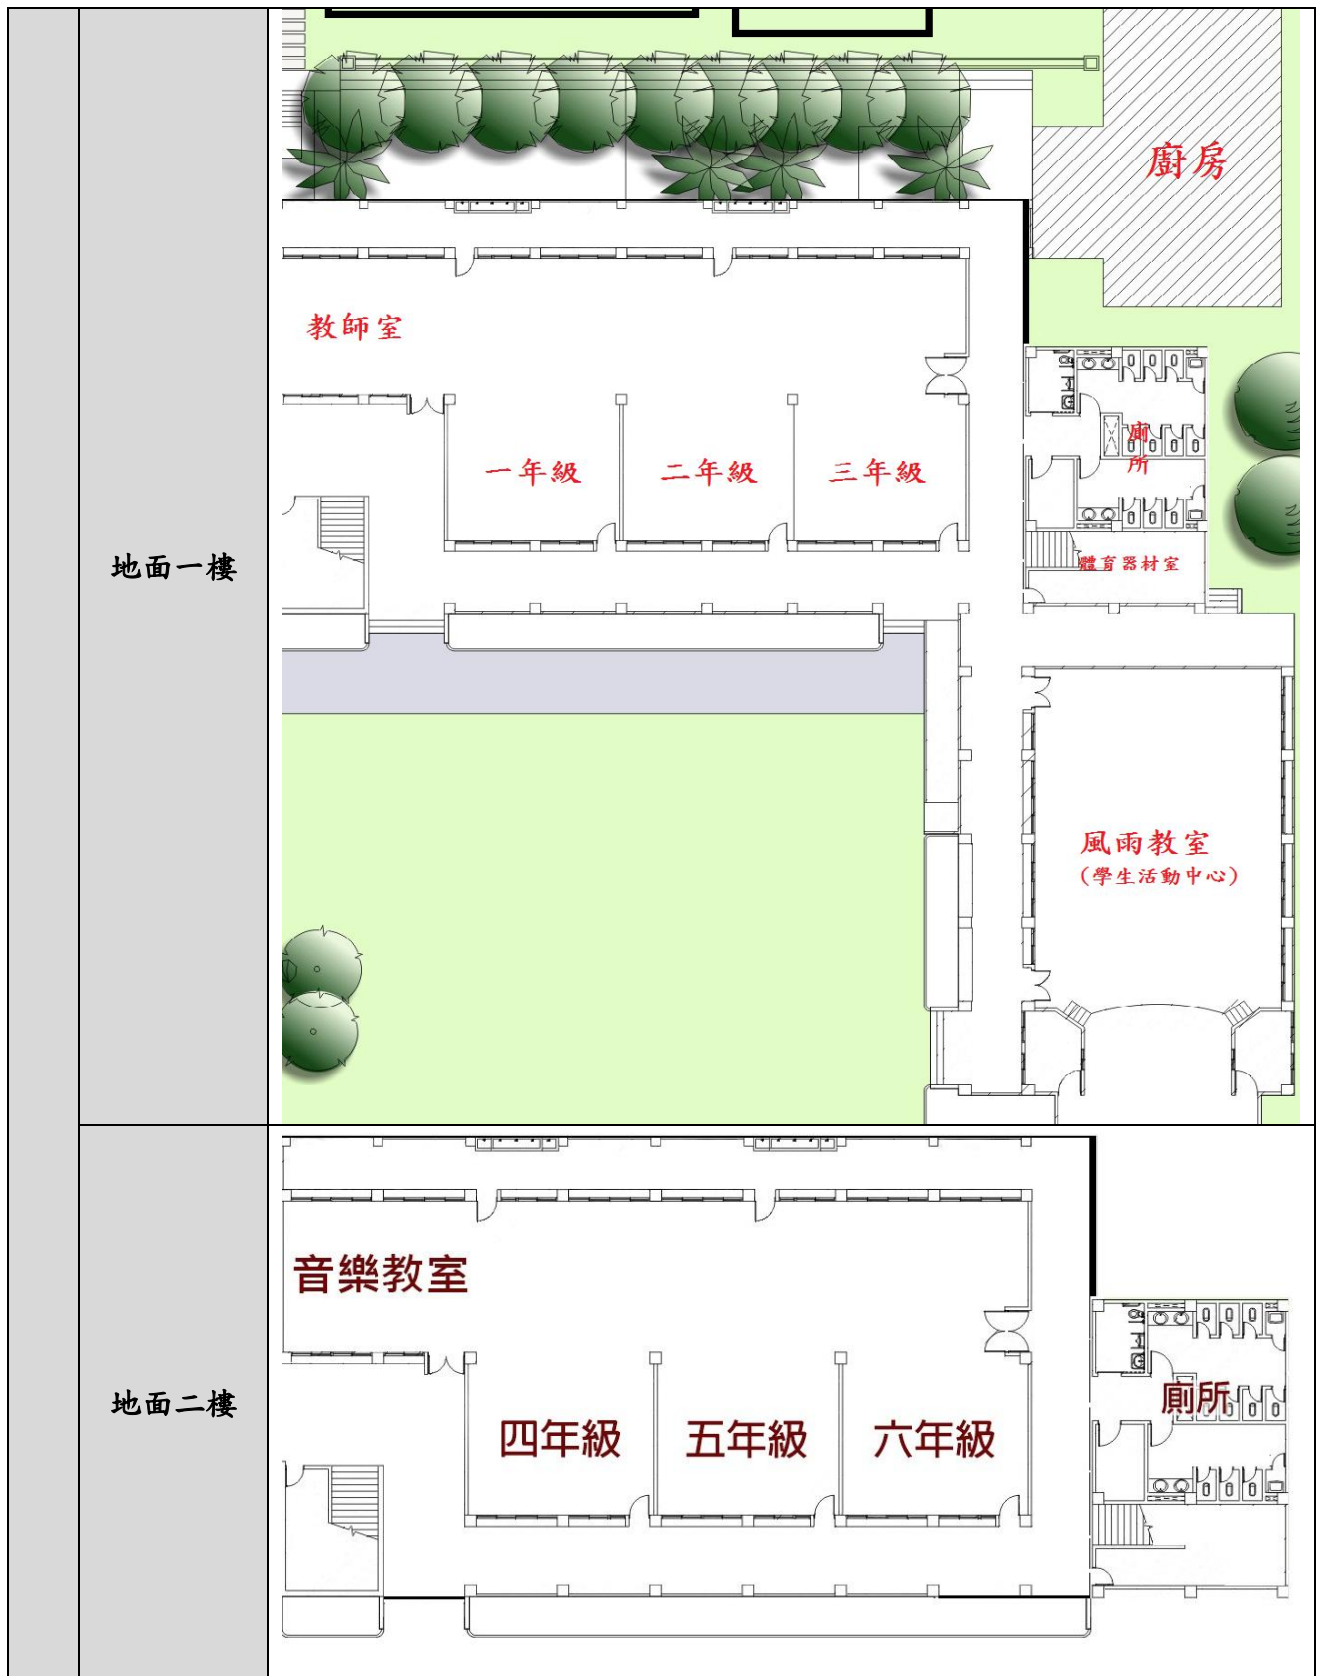 地面一樓
廚房
教師室
一年級
二年級
三年級
廁
所
體育器材室
風雨教室
(學生活動中心)
地面二樓
音樂教室
四年級
五年級
六年級
廁所